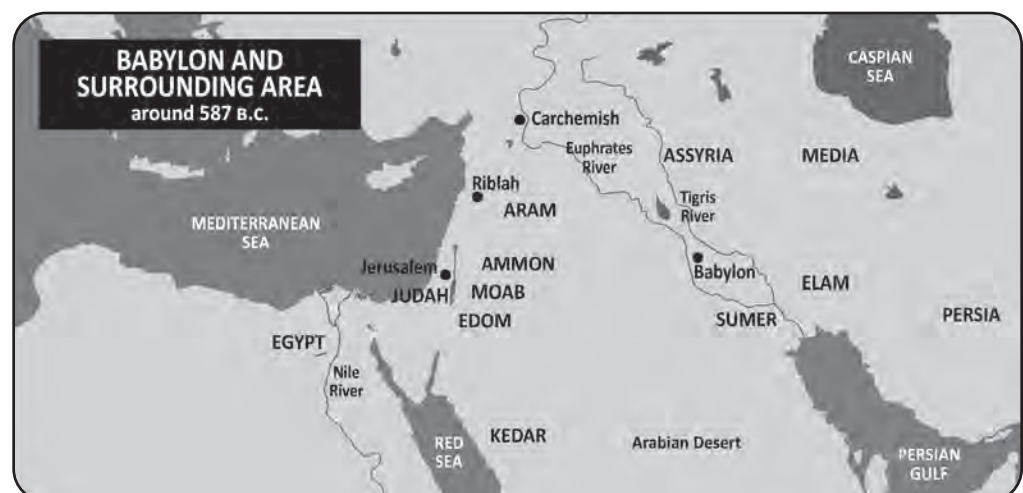 BABYLON AND
SURROUNDING AREA
around 587 B.C.
CASPIAN
SEA
Carchemish
Euphrates
River
ASSYRIA
MEDIA
Riblah
ARAM
Tigris
River
MEDITERRANEAN
SEA
Jerusalem
AMMON
Babylon
JUDAH
MOAB
ELAM
EDOM
SUMER
PERSIA
EGYPT
Nile
River
RED
SEA
KEDAR
Arabian Desert
PERSIAN
GULF